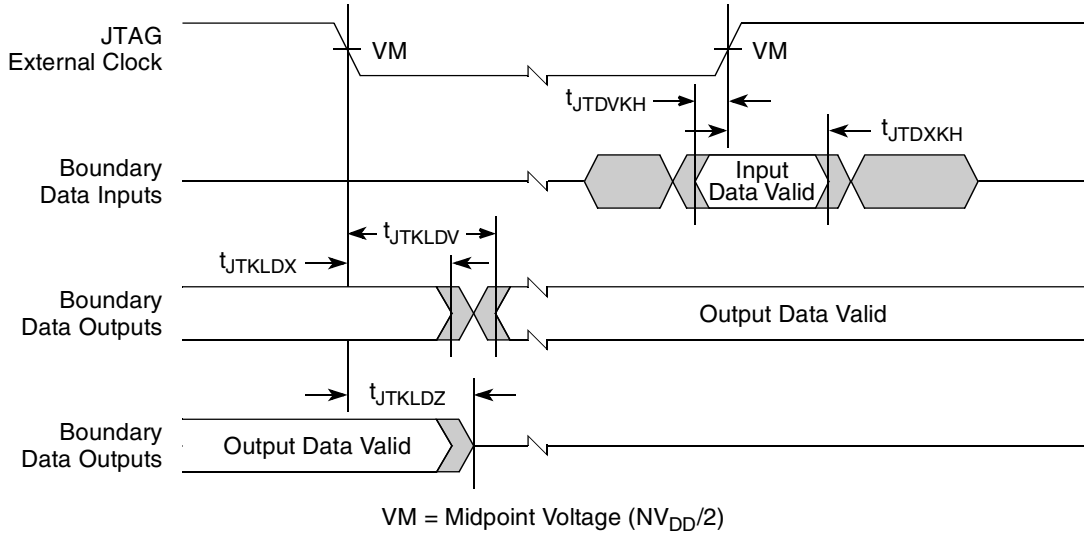 JTAG
External Clock
VM
VM
tJTDVKH
tJTDXKH
Boundary
Data Inputs
Input
Data Valid
tJTKLDV
tJTKLDX
Boundary
Data Outputs
Output Data Valid
tJTKLDZ
Boundary
Data Outputs
Output Data Valid
VM = Midpoint Voltage (NVDD/2)